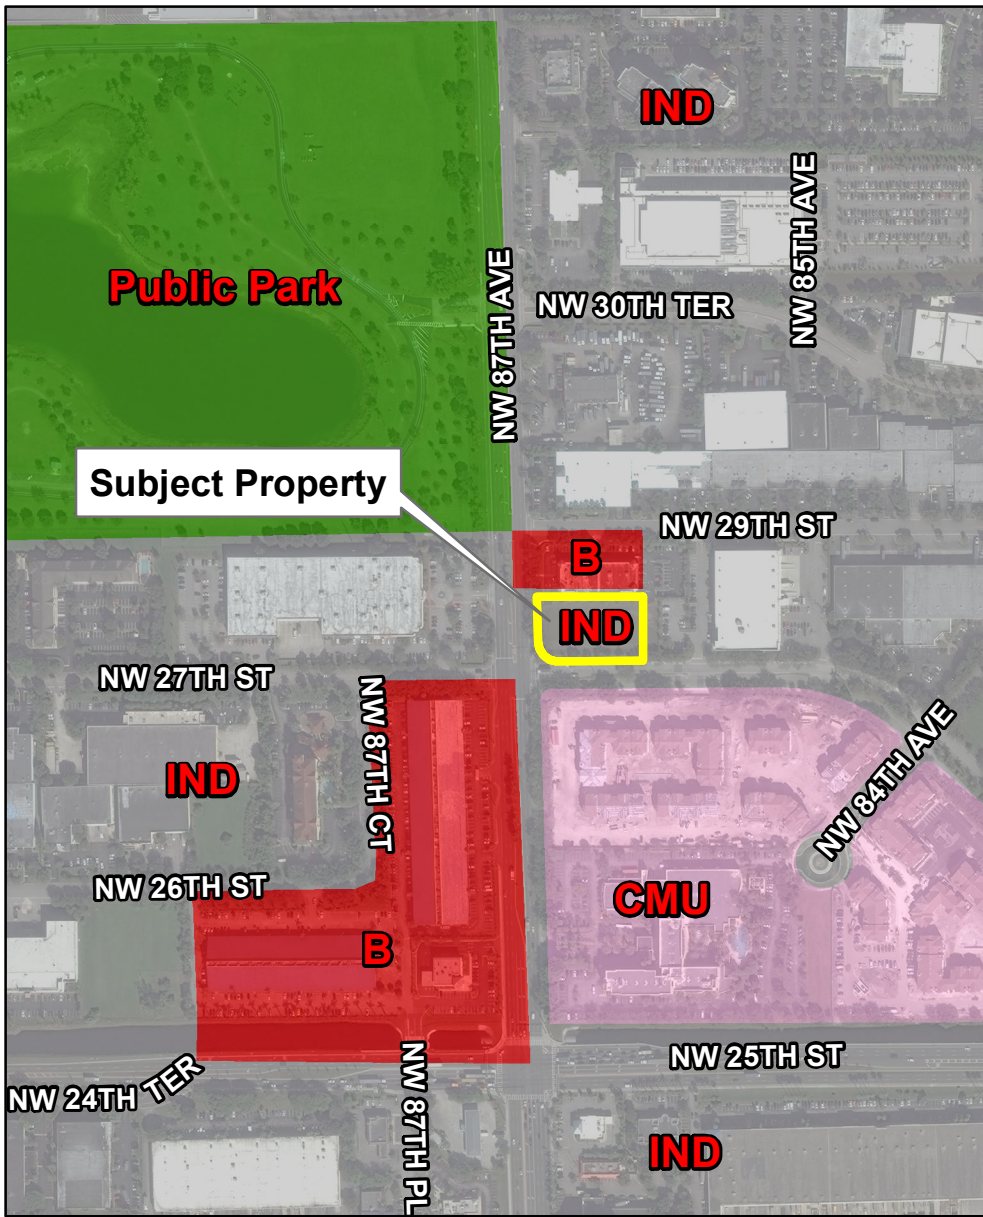 IND
NW 85TH AVE
Public Park
NW 87TH AVE
NW 30TH TER
Subject Property
NW 29TH ST
B
IND
NW 27TH ST
NW 87TH CT
IND
NW 84TH AVE
NW 26TH ST
CMU
B
NW 25TH ST
NW 24TH TER
NW 87TH PL
IND